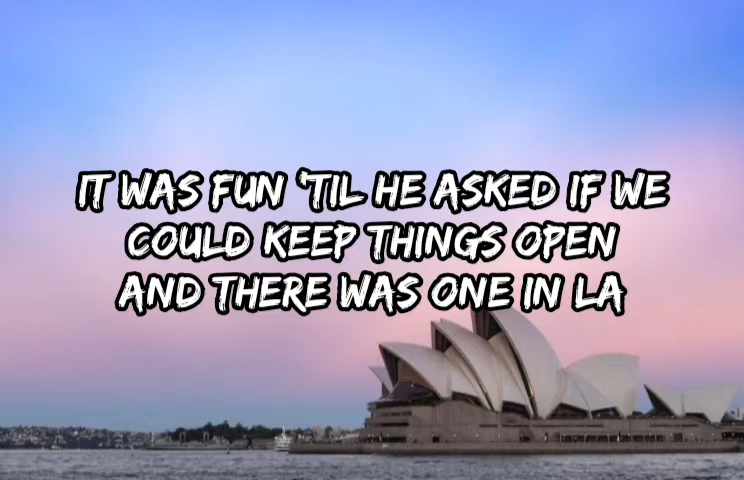 IT WAS FUN 'TIL HE ASKED IF WE
COULD KEEP THINGS OPEN
AND THERE WAS ONE IN LA